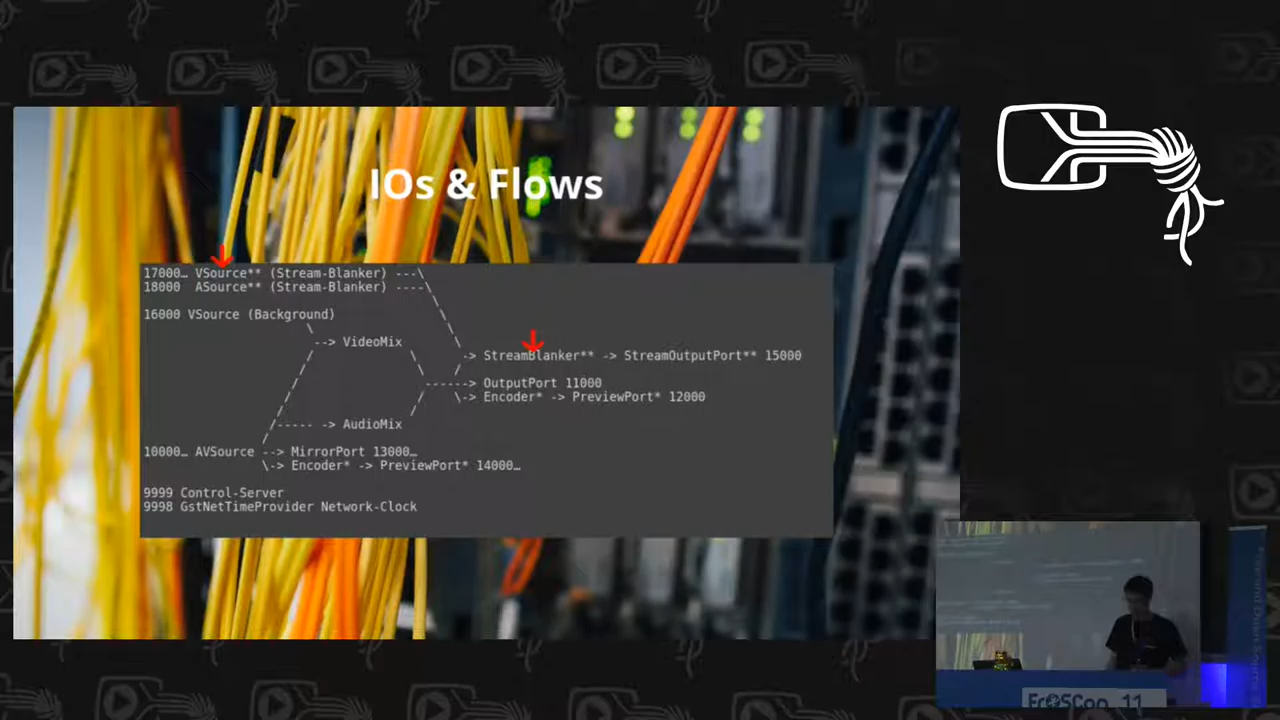 IOs & Flows
17000… VSource** (Stream-Blanker) ---\
18000  ASource** (Stream-Blanker) ----\
\
16000 VSource (Background) \
\ \
--> VideoMix \
/ \ -> StreamBlanker** -> StreamOutputPort** 15000
/ \ /
/ ------> OutputPort 11000
/ / \-> Encoder* -> PreviewPort* 12000
/ /
/----- -> AudioMix
/
10000… AVSource --> MirrorPort 13000…
\-> Encoder* -> PreviewPort* 14000…
9999 Control-Server
9998 GstNetTimeProvider Network-Clock
FrOSCon 11